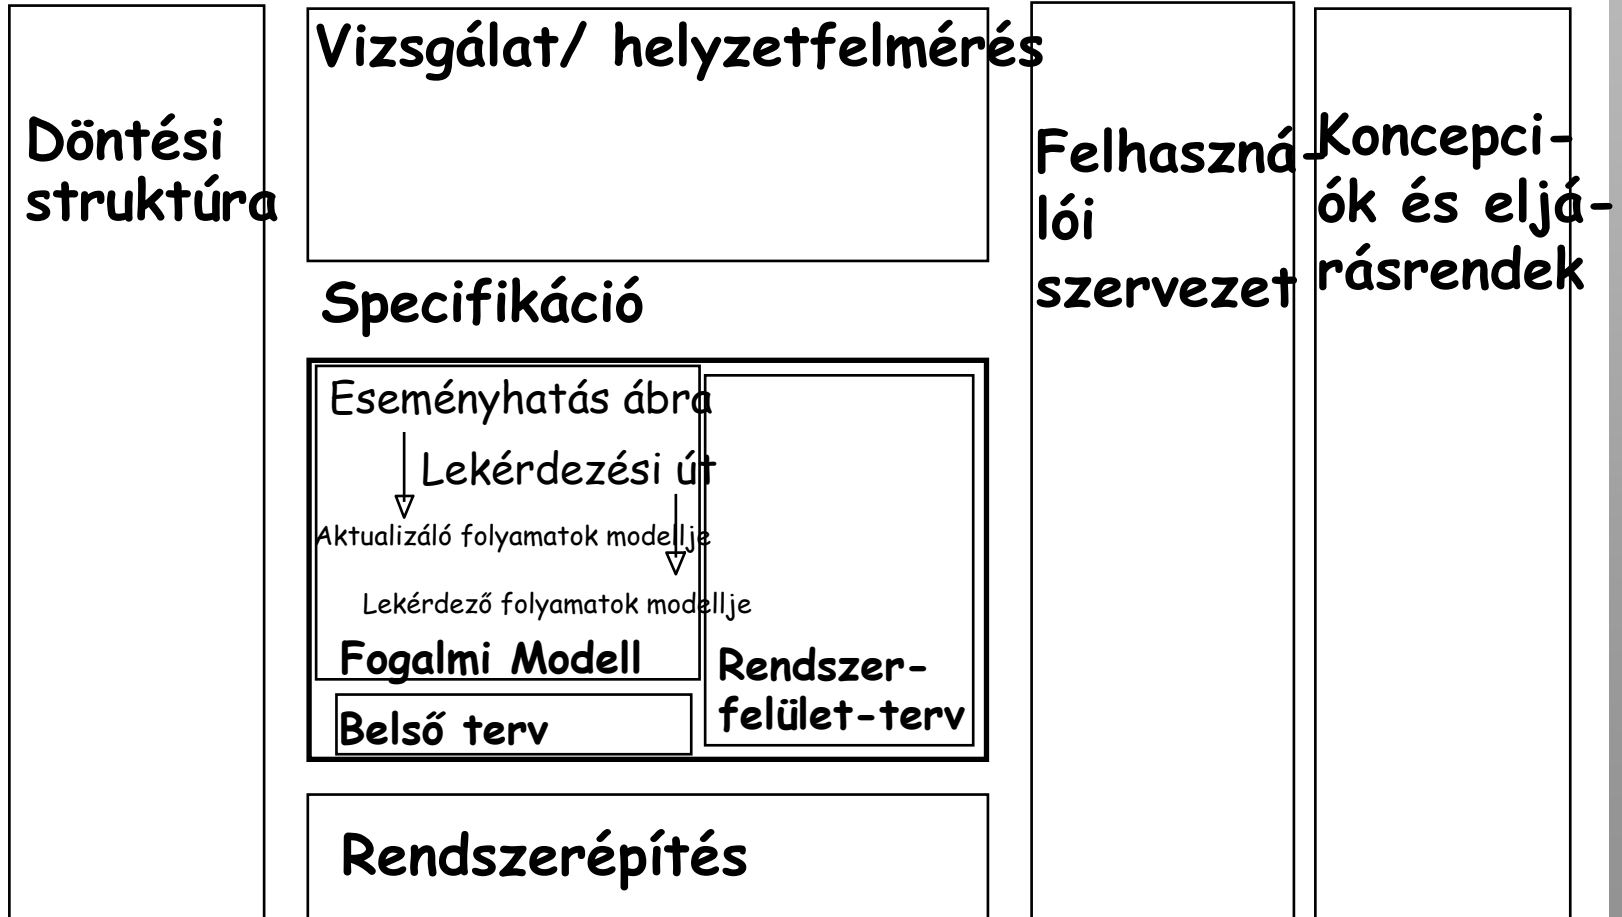 Döntési
struktúra
Vizsgálat/ helyzetfelmérés
Specifikáció
Eseményhatás ábra
Lekérdezési út
Aktualizáló folyamatok modellje
Lekérdező folyamatok modellje
Fogalmi Modell
Belső terv
Rendszer-
felület-terv
Rendszerépítés
Felhaszná-
lói
szervezet
Koncepci-
ók és eljá-
rásrendek